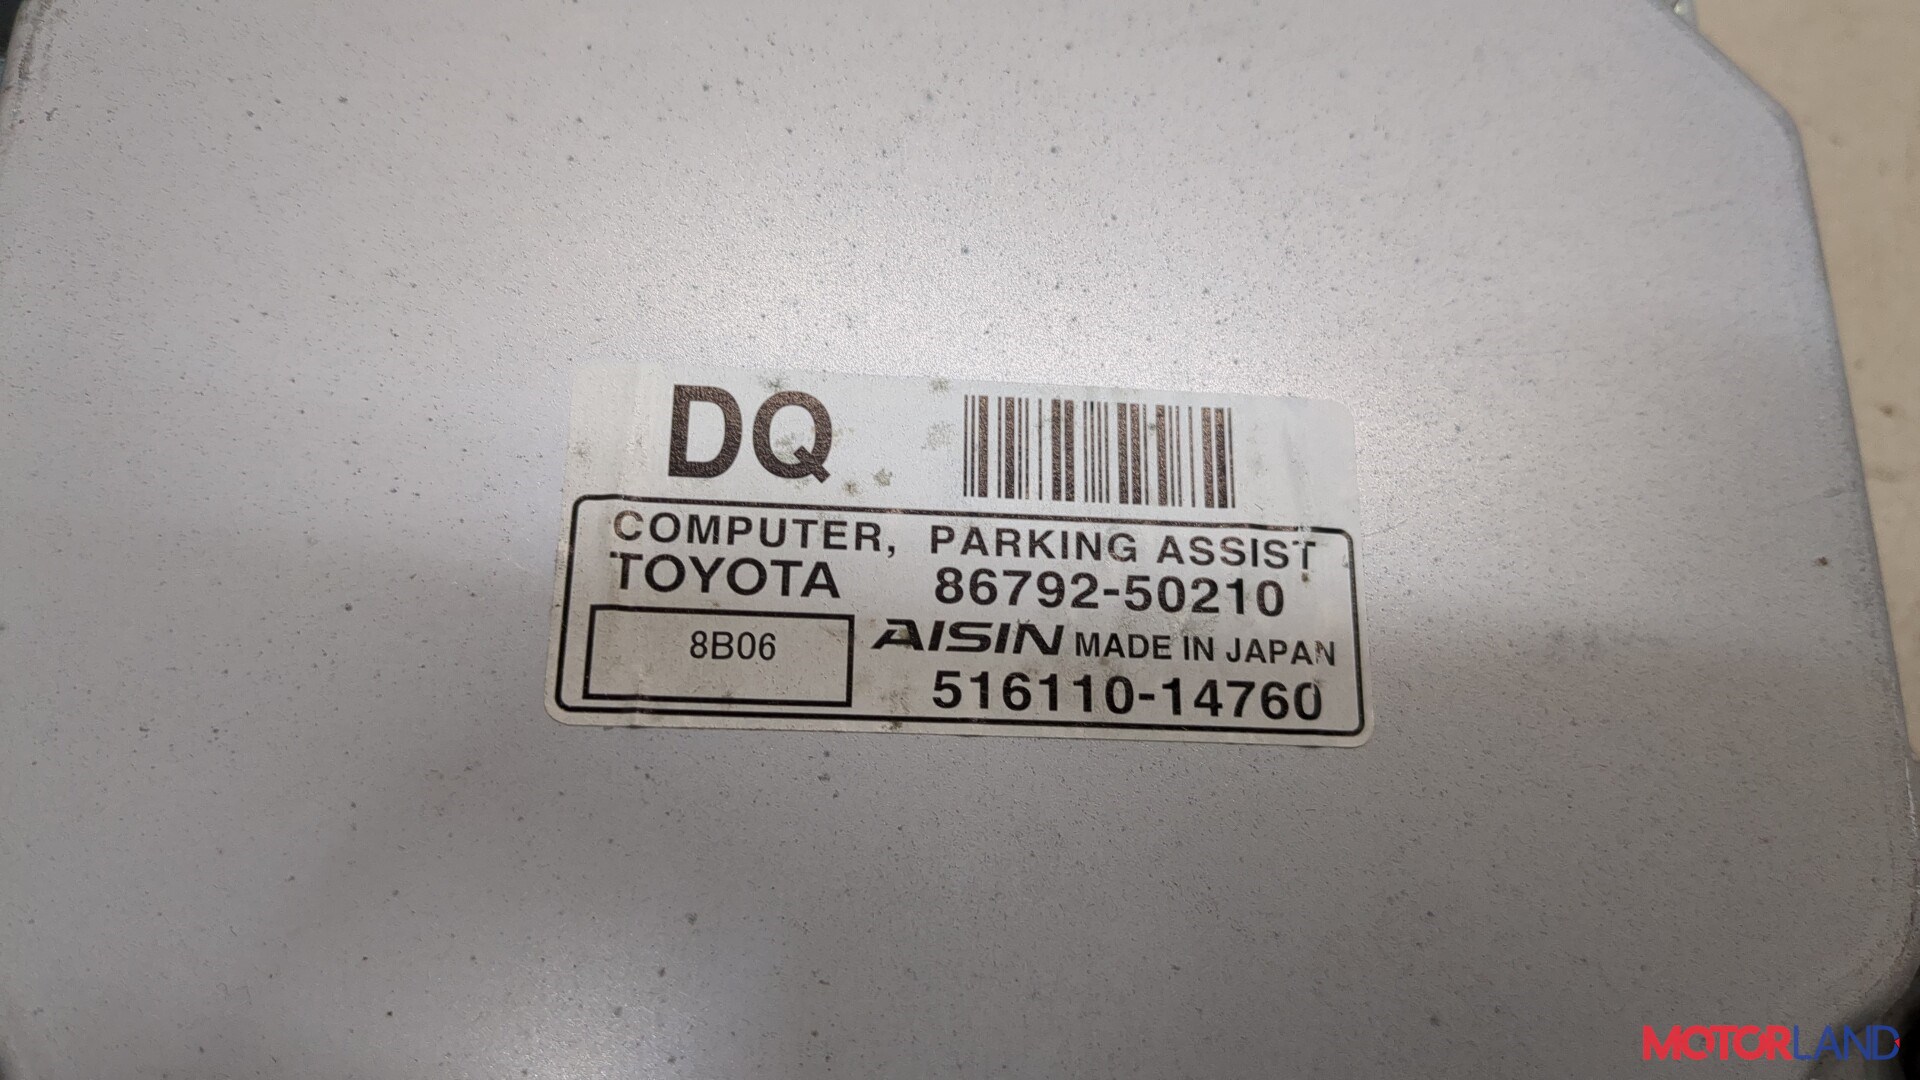 DQ
COMPUTER, PARKING ASSIST
TOYOTA 86792-50210
8B06 AISIN MADE IN JAPAN
516110-14760
MOTORLAND